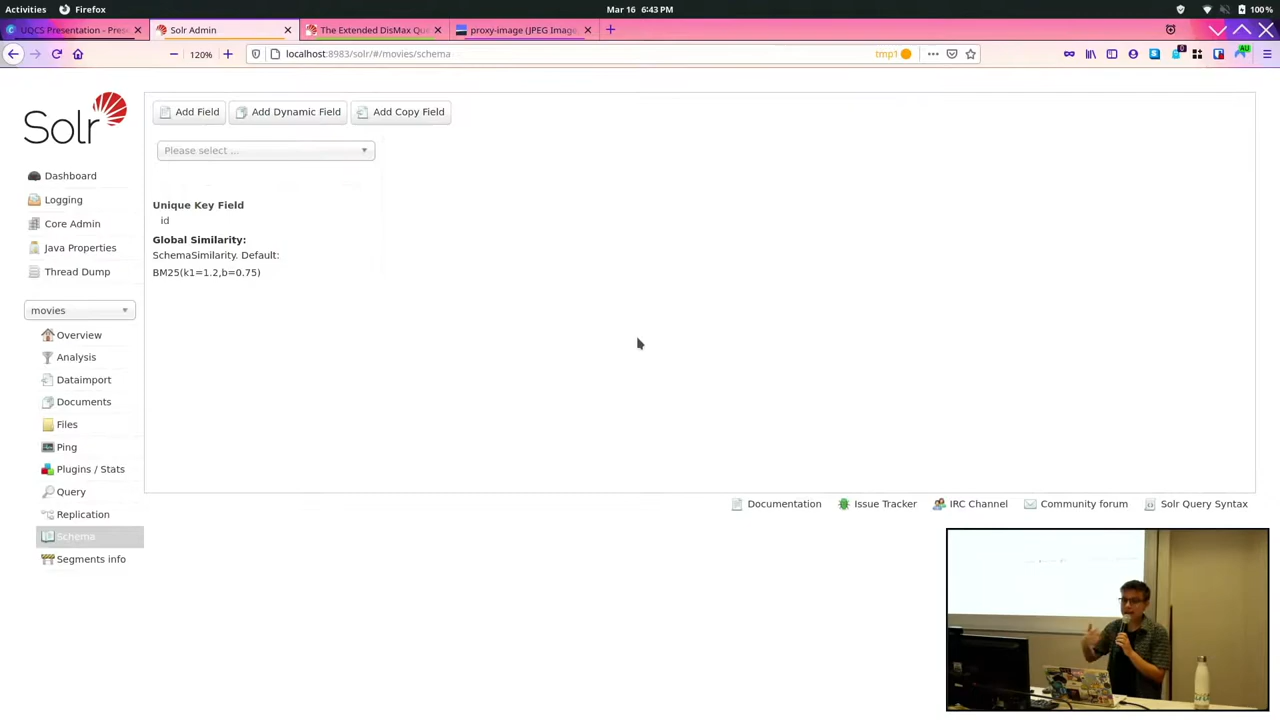 Activities Firefox Mar 16 6:43 PM 100%
UQCS Presentation - Prese
Solr Admin
The Extended DisMax Que
proxy-image (JPEG Image,
120% localhost:8983/solr/#/movies/schema tmp1 0 AU
Solr
Add Field Add Dynamic Field Add Copy Field
Please select ...
Unique Key Field
id
Global Similarity:
SchemaSimilarity. Default:
BM25(k1=1.2,b=0.75)
Dashboard
Logging
Core Admin
Java Properties
Thread Dump
movies
Overview
Analysis
Dataimport
Documents
Files
Ping
Plugins / Stats
Query
Replication
Schema
Segments info
Documentation Issue Tracker IRC Channel Community forum Solr Query Syntax